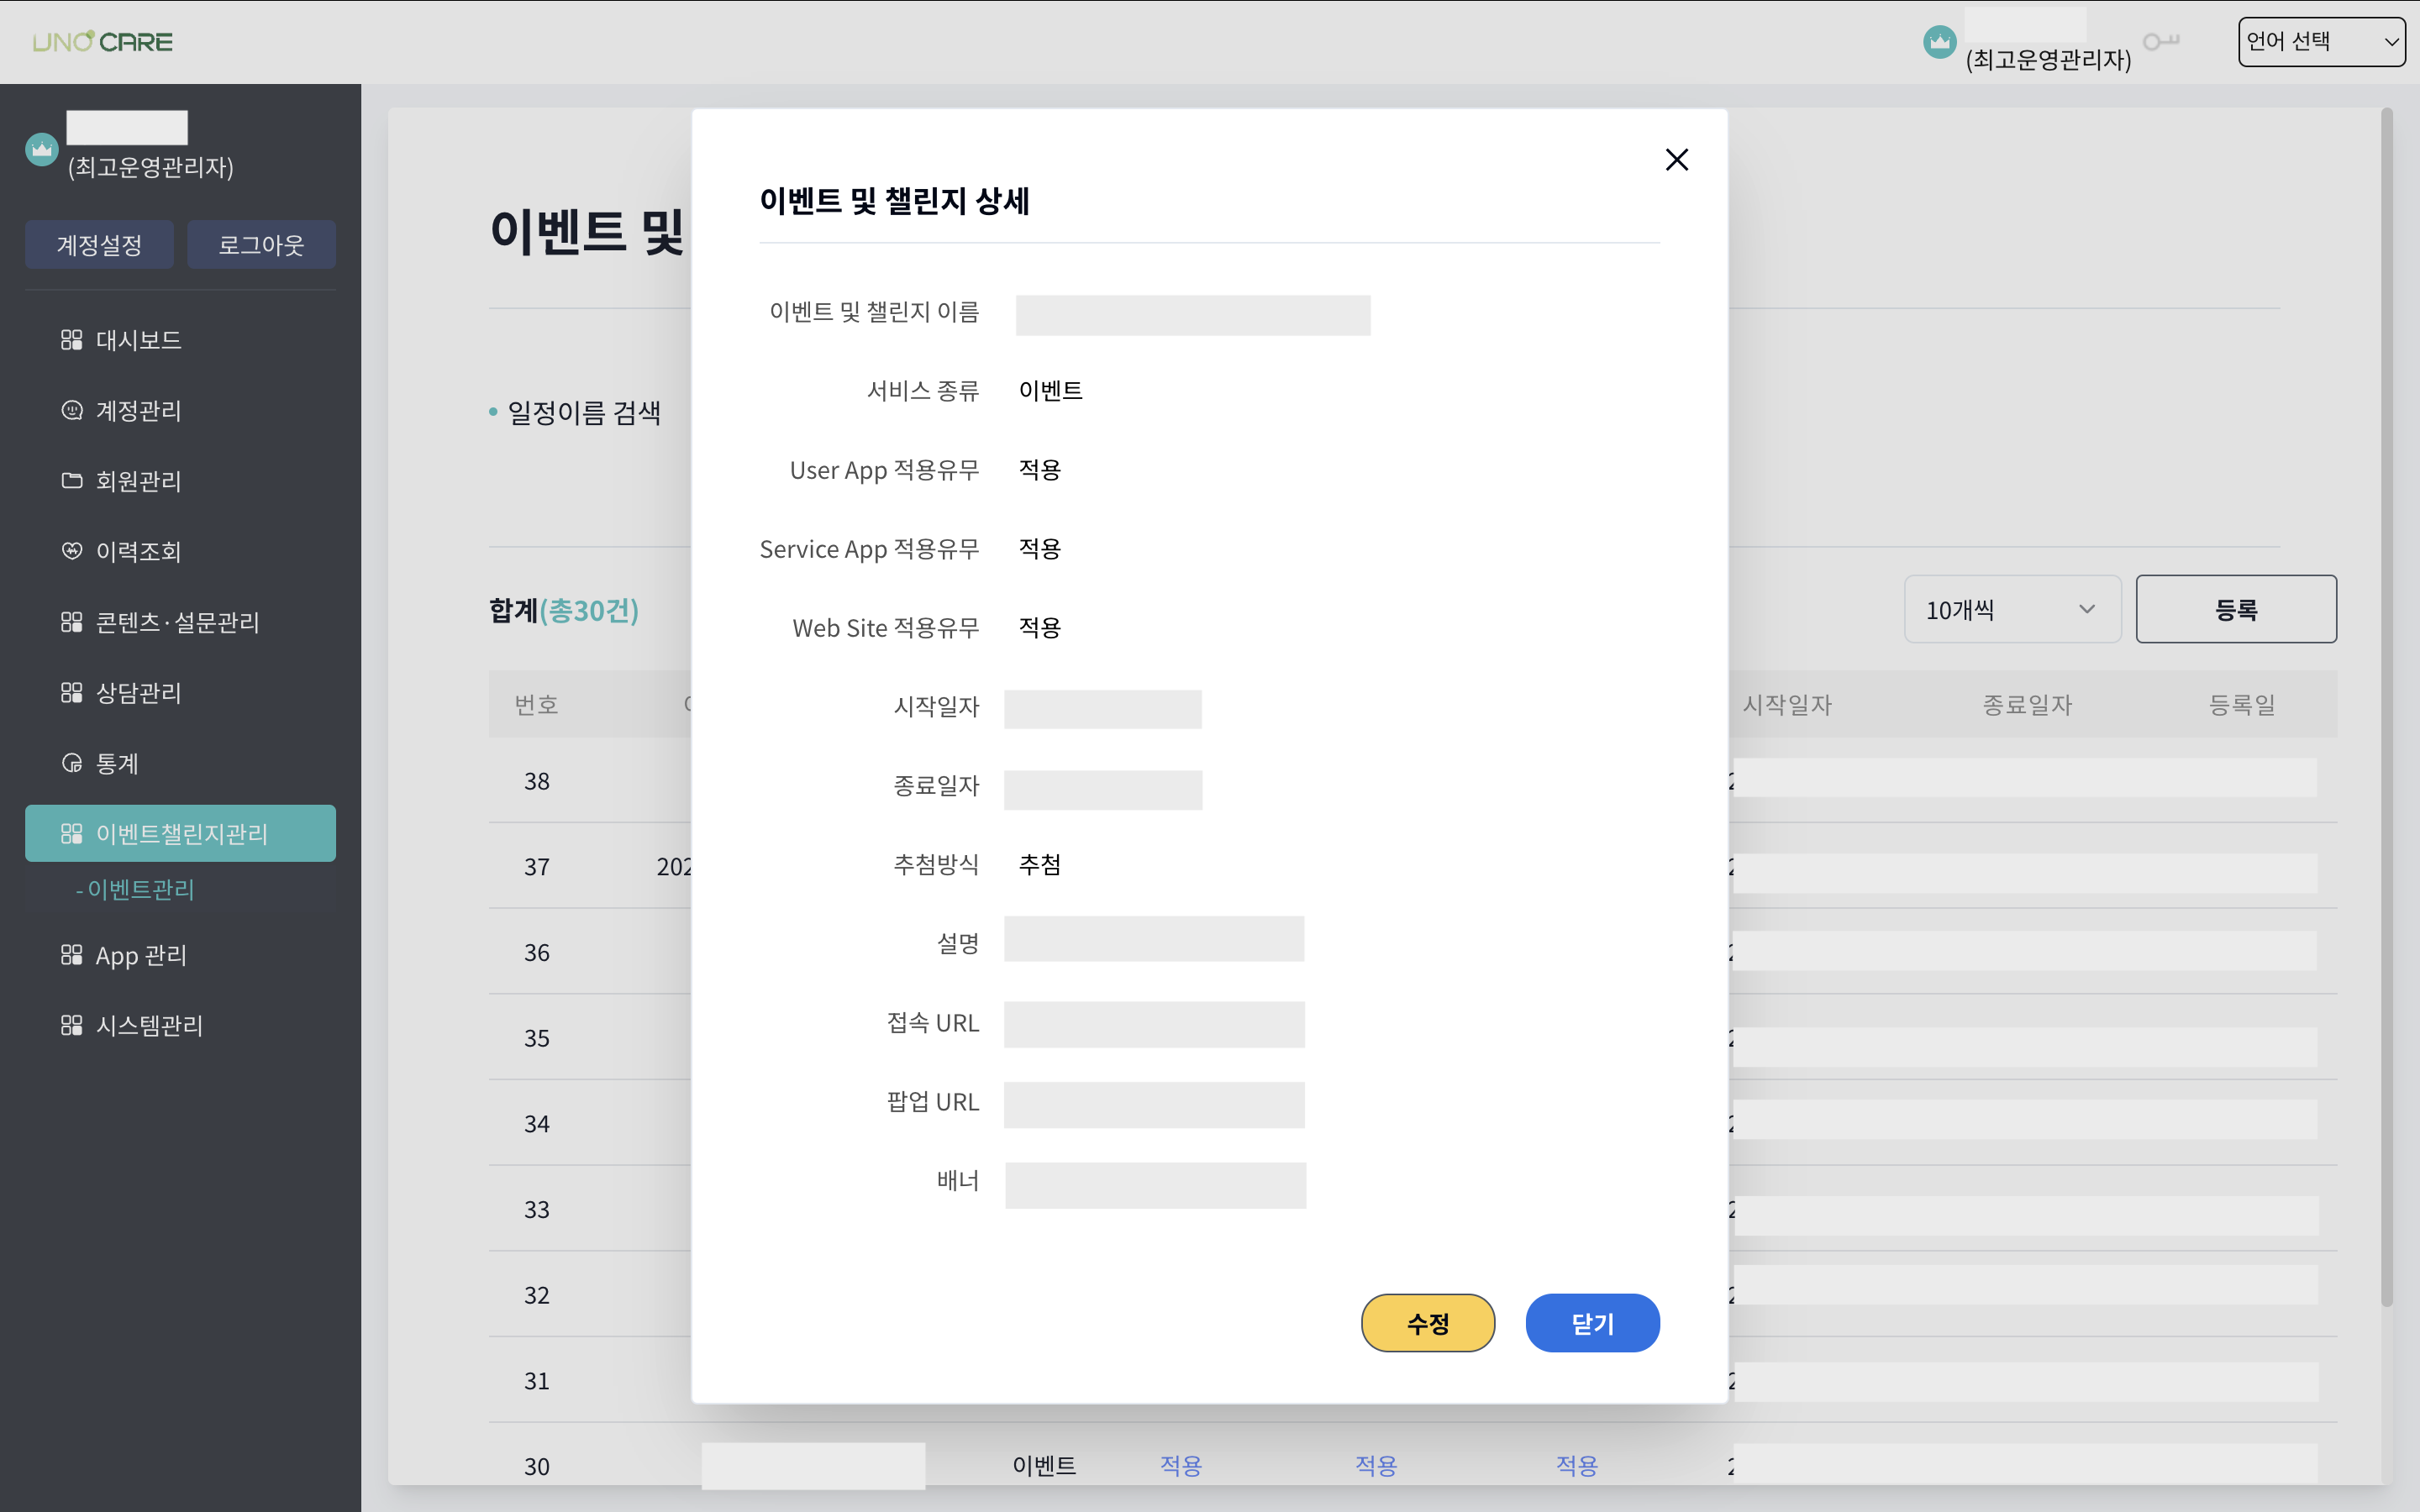 UNO CARE
(최고운영관리자)
언어 선택
(최고운영관리자)
계정설정
로그아웃
대시보드
계정관리
회원관리
이력조회
콘텐츠·설문관리
상담관리
통계
이벤트챌린지관리
- 이벤트관리
App 관리
시스템관리
이벤트 및
일정이름 검색
합계(총30건)
10개씩
등록
번호
시작일자
종료일자
등록일
38
37
202
36
35
34
33
32
31
30
이벤트
적용
적용
적용
이벤트 및 챌린지 상세
이벤트 및 챌린지 이름
서비스 종류 이벤트
User App 적용유무 적용
Service App 적용유무 적용
Web Site 적용유무 적용
시작일자
종료일자
추첨방식 추첨
설명
접속 URL
팝업 URL
배너
수정
닫기